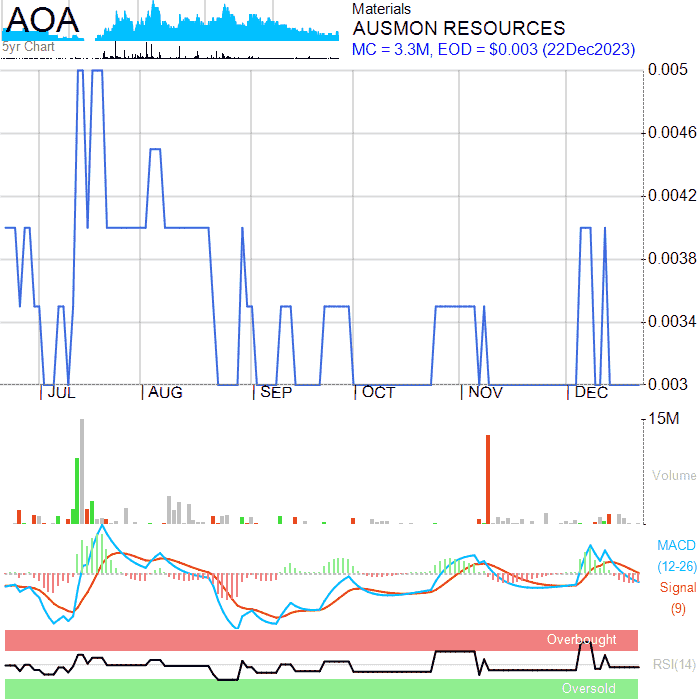 AOA
5yr Chart
Materials
AUSMON RESOURCES
MC = 3.3M, EOD = $0.003 (22Dec2023)
0.005
0.0046
0.0042
0.0038
0.0034
0.003
JUL AUG SEP OCT NOV DEC
15M
Volume
MACD
(12-26)
Signal
(9)
Overbought
RSI(14)
Oversold